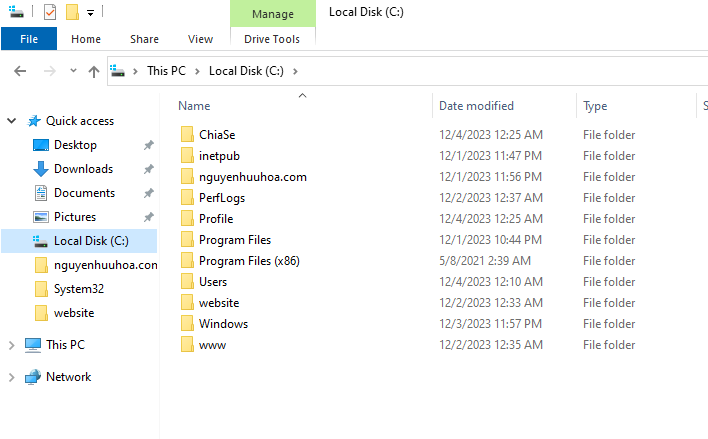 Manage Local Disk (C:)
File Home Share View Drive Tools
This PC Local Disk (C:)
Name Date modified Type S
Quick access
Desktop
Downloads
Documents
Pictures
Local Disk (C:)
nguyenhuuhoa.con
System32
website
This PC
Network
ChiaSe 12/4/2023 12:25 AM File folder
inetpub 12/1/2023 11:47 PM File folder
nguyenhuuhoa.com 12/1/2023 11:56 PM File folder
PerfLogs 12/2/2023 12:37 AM File folder
Profile 12/4/2023 12:25 AM File folder
Program Files 12/1/2023 10:44 PM File folder
Program Files (x86) 5/8/2021 2:39 AM File folder
Users 12/4/2023 12:10 AM File folder
website 12/2/2023 12:33 AM File folder
Windows 12/3/2023 11:57 PM File folder
www 12/2/2023 12:35 AM File folder